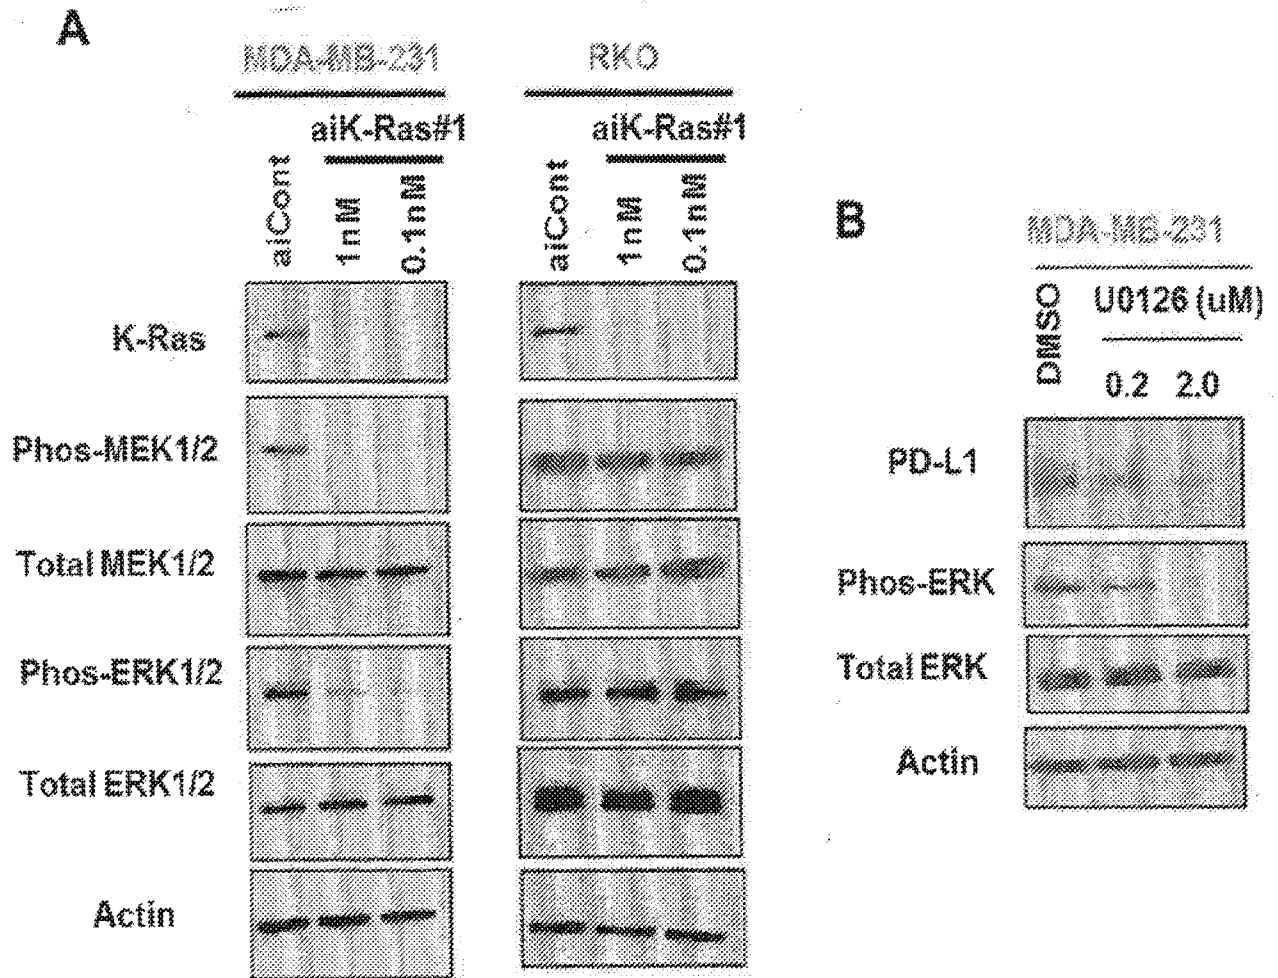 A
MDA-MB-231
aiK-Ras#1
aiCont
1nM
0.1nM
RKO
aiK-Ras#1
aiCont
1nM
0.1nM
K-Ras
Phos-MEK1/2
Total MEK1/2
Phos-ERK1/2
Total ERK1/2
Actin
B
MDA-MB-231
DMSO
U0126 (uM)
0.2 2.0
PD-L1
Phos-ERK
Total ERK
Actin